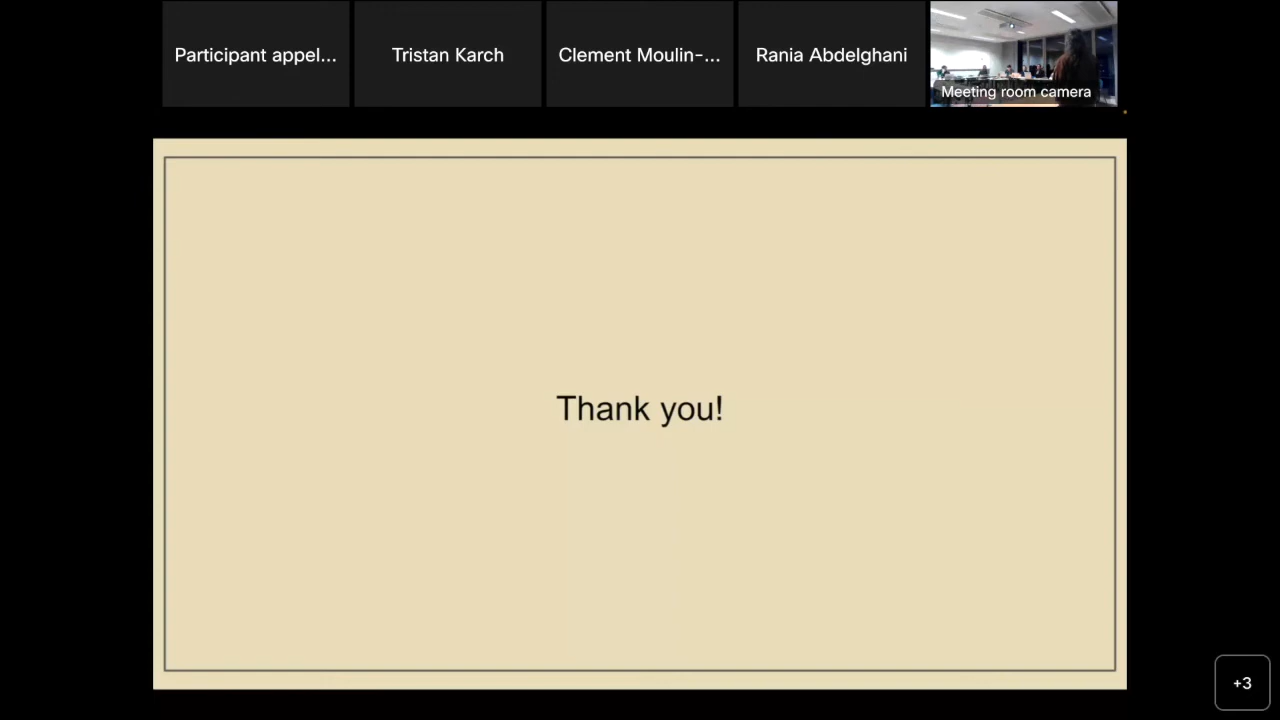 Participant appel...
Tristan Karch
Clement Moulin-...
Rania Abdelghani
Meeting room camera
Thank you!
+3